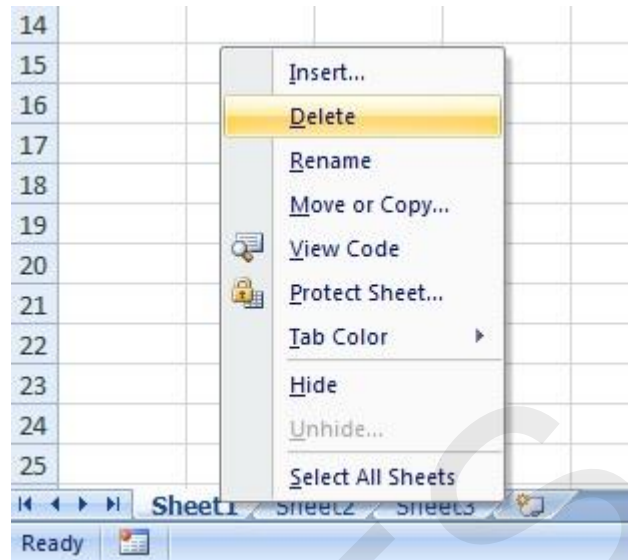 14
15
Insert...
16
Delete
17
Rename
18
Move or Copy...
19
View Code
20
21
Protect Sheet...
22
Tab Color
23
Hide
24
Unhide...
25
Select All Sheets
Sheet1 Sheet2 Sheet3
Ready